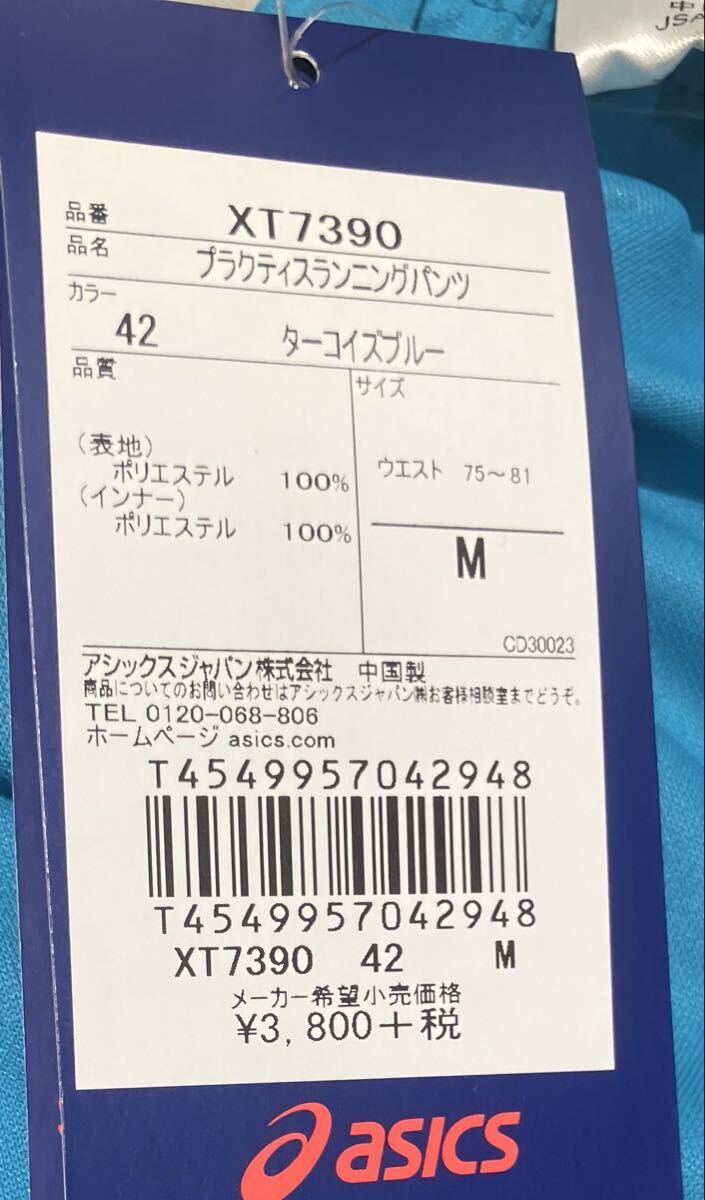 中
JSA
品番 XT7390
品名 プラクティスランニングパンツ
カラー
42 ターコイズブルー
品質
サイズ
(表地)
ポリエステル 100%
(インナー)
ポリエステル 100%
ウエスト 75～81
M
CD30023
アシックスジャパン株式会社 中国製
商品についてのお問い合わせはアシックスジャパン㈱お客様相談室までどうぞ。
TEL 0120-068-806
ホームページ asics.com
T4549957042948
T4549957042948
XT7390 42 M
メーカー希望小売価格
¥3,800+税
asics